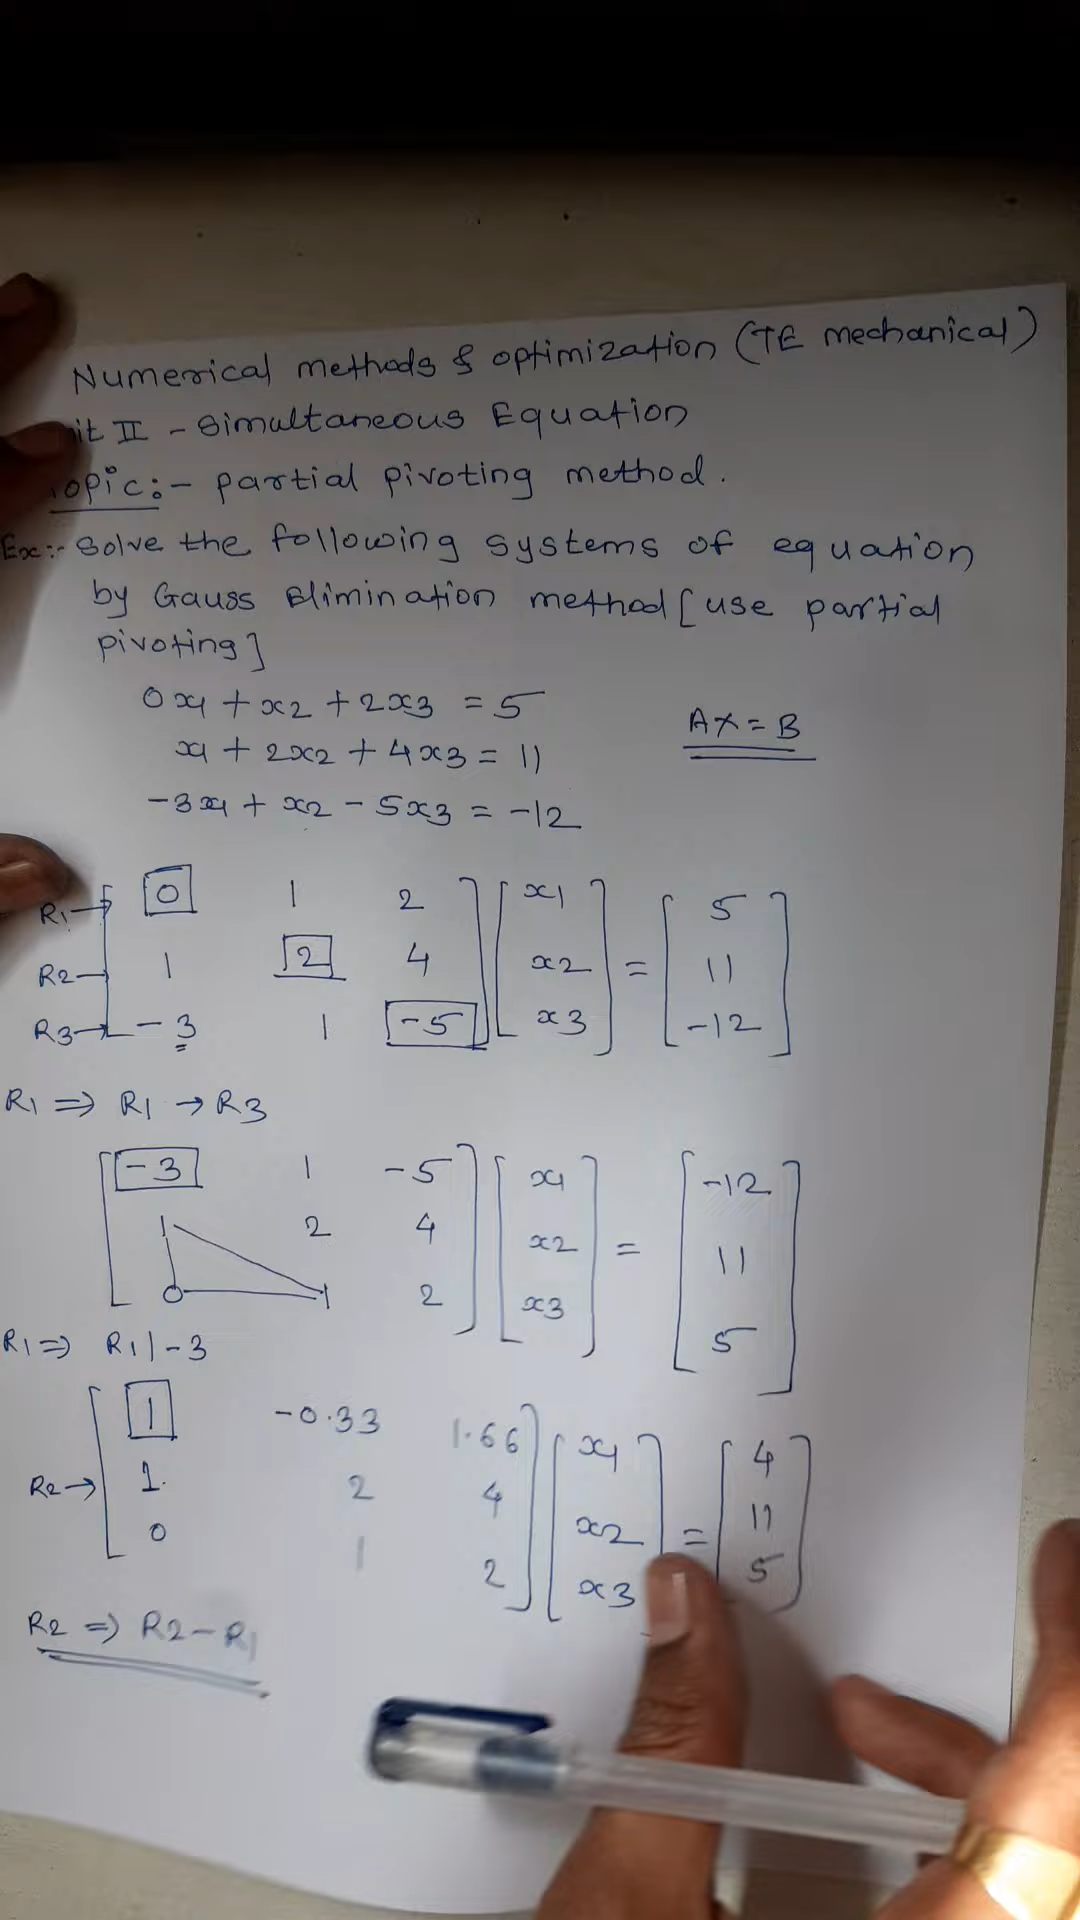 Numerical methods & optimization (TE mechanical)
it II - Simultaneous Equation
opic:- partial pivoting method.
Ex:- Solve the following systems of equation
by Gauss Elimination method [use partial
pivoting]
0x1 + x2 + 2x3 = 5
x1 + 2x2 + 4x3 = 11
-3x1 + x2 - 5x3 = -12
AX = B
R1→ [ 0 1 2 ] [ x1 ] = [ 5 ]
R2→ [ 1 2 4 ] [ x2 ] = [ 11 ]
R3→ [ -3 1 -5 ] [ x3 ] = [ -12 ]
R1 ⇒ R1 → R3
[ -3 1 -5 ] [ x1 ] = [ -12 ]
[ 1 2 4 ] [ x2 ] = [ 11 ]
[ 0 1 2 ] [ x3 ] = [ 5 ]
R1 ⇒ R1 | -3
[ 1 -0.33 1.66 ] [ x1 ] = [ 4 ]
R2→ [ 1. 2 4 ] [ x2 ] = [ 11 ]
[ 0 1 2 ] [ x3 ] = [ 5 ]
R2 ⇒ R2 - R1